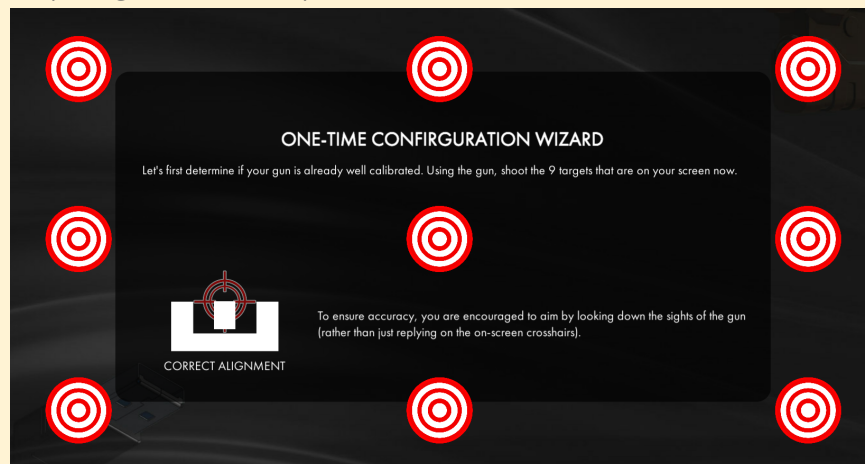 ONE-TIME CONFIRGURATION WIZARD
Let's first determine if your gun is already well calibrated. Using the gun, shoot the 9 targets that are on your screen now.
To ensure accuracy, you are encouraged to aim by looking down the sights of the gun
(rather than just replying on the on-screen crosshairs).
CORRECT ALIGNMENT